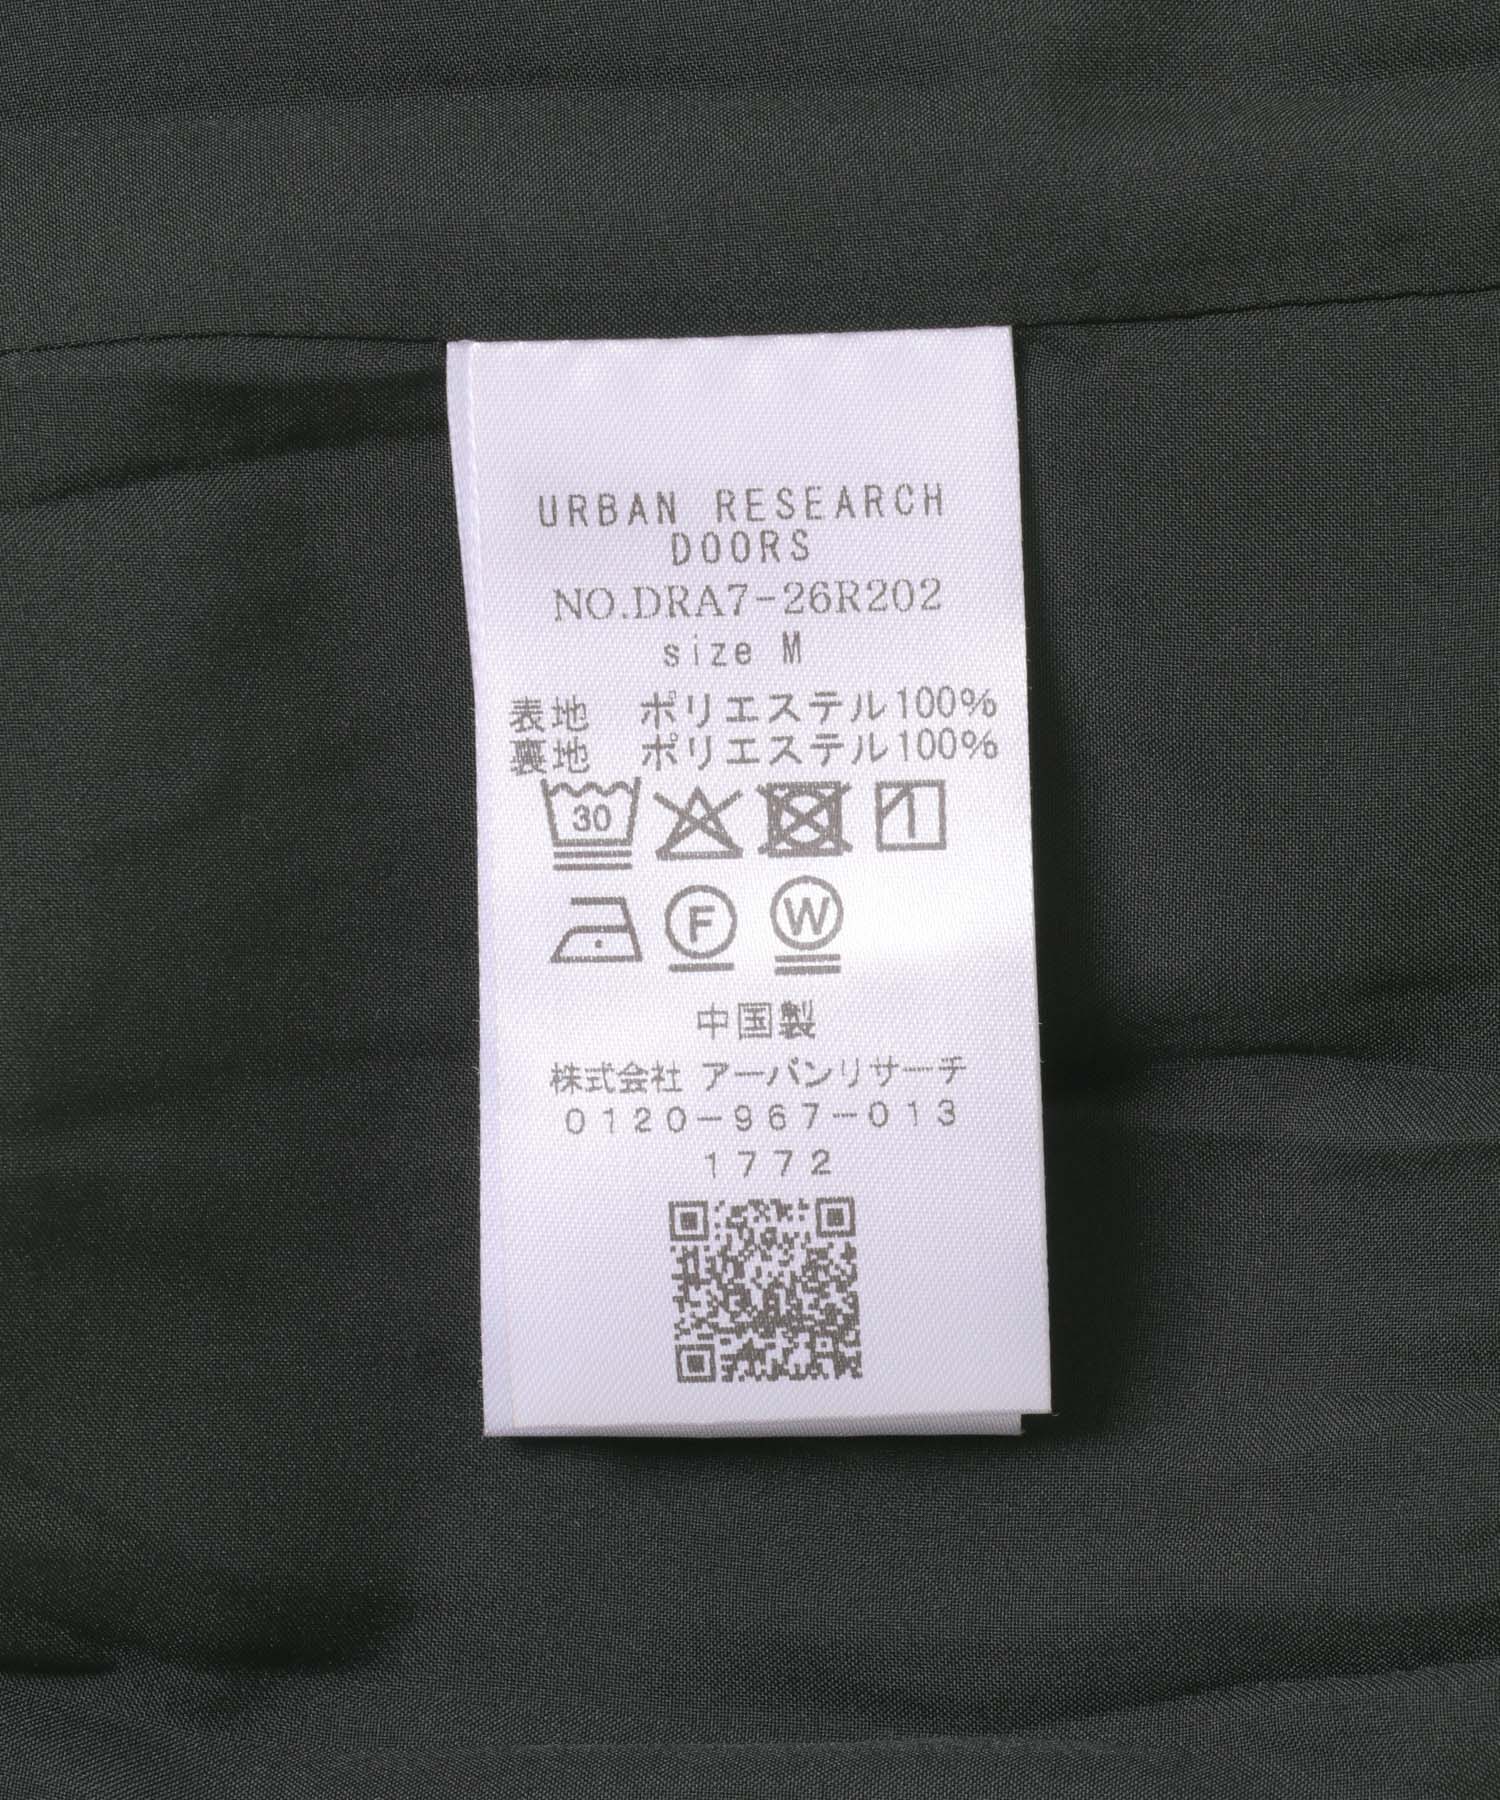 URBAN RESEARCH
DOORS
NO.DRA7-26R202
size M
表地 ポリエステル100%
裏地 ポリエステル100%
30
F W
中国製
株式会社 アーバンリサーチ
0120-967-013
1772